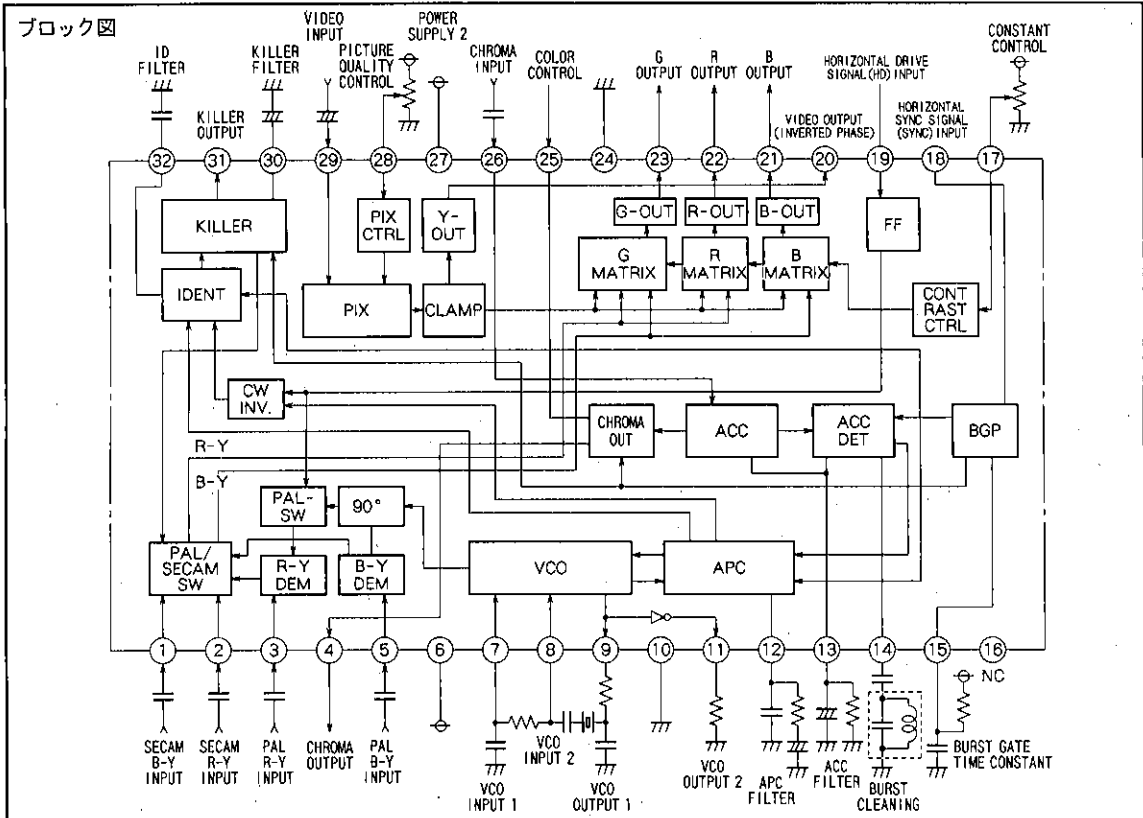 ブロック図
ID
FILTER
KILLER
OUTPUT
KILLER
FILTER
VIDEO
INPUT
PICTURE
QUALITY
CONTROL
POWER
SUPPLY 2
CHROMA
INPUT
COLOR
CONTROL
G
OUTPUT
R
OUTPUT
B
OUTPUT
VIDEO OUTPUT
(INVERTED PHASE)
HORIZONTAL DRIVE
SIGNAL(HD) INPUT
HORIZONTAL
SYNC SIGNAL
(SYNC) INPUT
CONSTANT
CONTROL
32 31 30 29 28 27 26 25 24 23 22 21 20 19 18 17
KILLER
PIX
CTRL
Y-
OUT
G-OUT
R-OUT
B-OUT
FF
IDENT
PIX
CLAMP
G
MATRIX
R
MATRIX
B
MATRIX
CONT
RAST
CTRL
CW
INV.
R-Y
B-Y
CHROMA
OUT
ACC
ACC
DET
BGP
PAL-
SW
90°
PAL/
SECAM
SW
R-Y
DEM
B-Y
DEM
VCO
APC
1 2 3 4 5 6 7 8 9 10 11 12 13 14 15 16
SECAM
B-Y
INPUT
SECAM
R-Y
INPUT
PAL
R-Y
INPUT
CHROMA
OUTPUT
PAL
B-Y
INPUT
VCO
INPUT 1
VCO
INPUT 2
VCO
OUTPUT 1
VCO
OUTPUT 2
APC
FILTER
ACC
FILTER
BURST
CLEANING
BURST GATE
TIME CONSTANT
NC